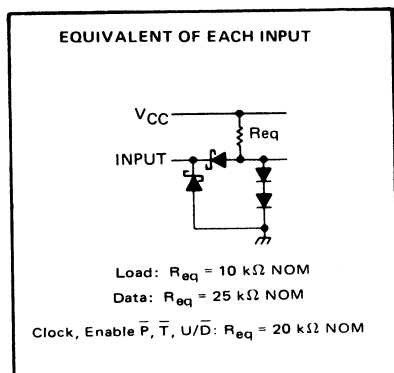 EQUIVALENT OF EACH INPUT
VCC
Req
INPUT
Load: Req = 10 kΩ NOM
Data: Req = 25 kΩ NOM
Clock, Enable P̅, T̅, U/D̅: Req = 20 kΩ NOM